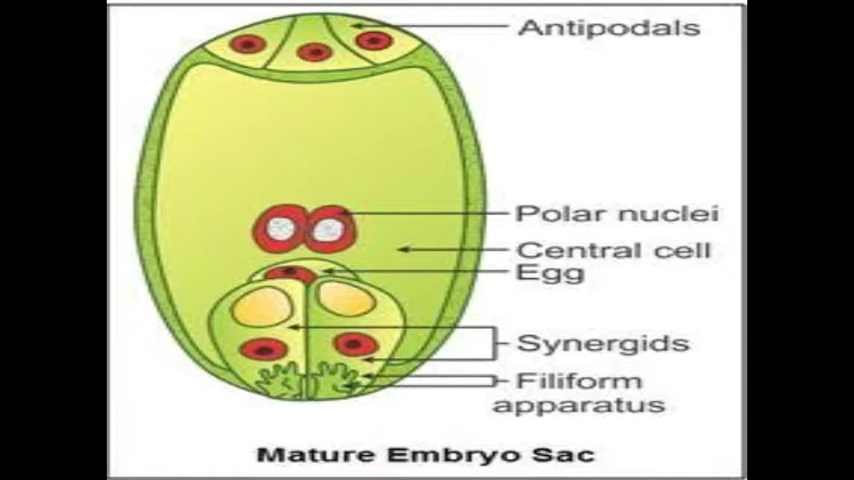 Antipodals
Polar nuclei
Central cell
Egg
Synergids
Filiform
apparatus
Mature Embryo Sac